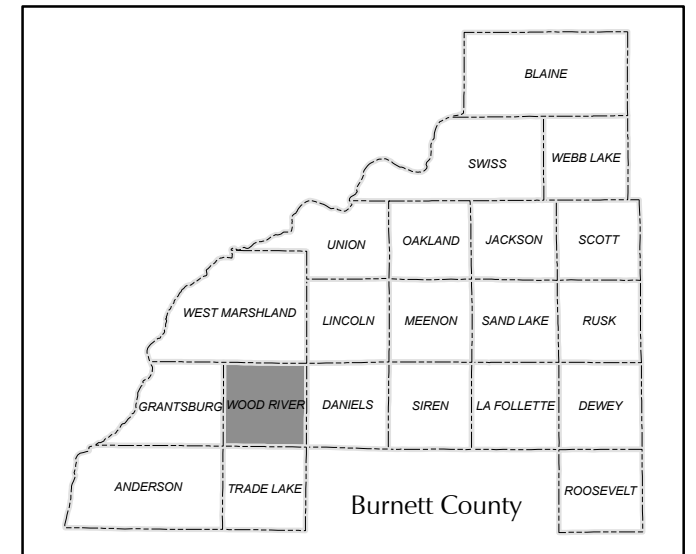 BLAINE
SWISS
WEBB LAKE
UNION
OAKLAND
JACKSON
SCOTT
WEST MARSHLAND
LINCOLN
MEENON
SAND LAKE
RUSK
GRANTSBURG
WOOD RIVER
DANIELS
SIREN
LA FOLLETTE
DEWEY
ANDERSON
TRADE LAKE
ROOSEVELT
Burnett County